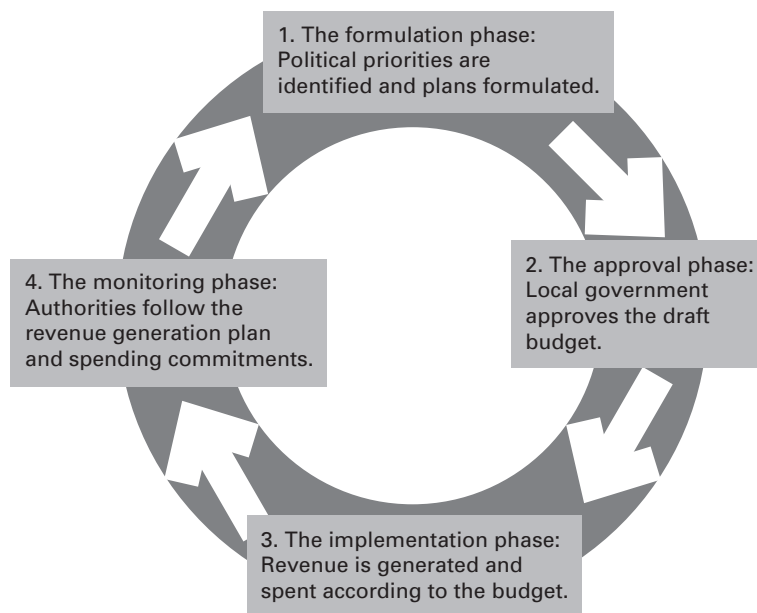 1. The formulation phase:
Political priorities are
identified and plans formulated.
2. The approval phase:
Local government
approves the draft
budget.
3. The implementation phase:
Revenue is generated and
spent according to the budget.
4. The monitoring phase:
Authorities follow the
revenue generation plan
and spending commitments.